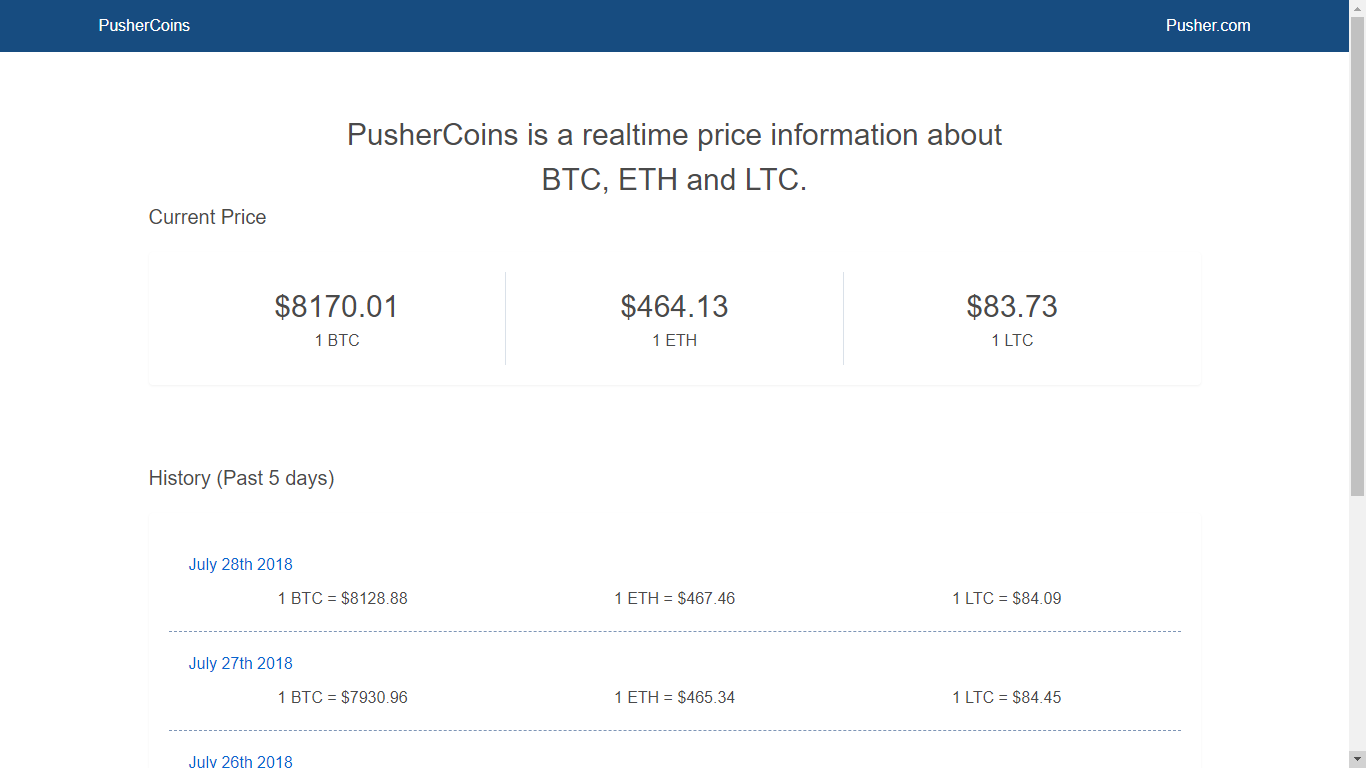 PusherCoins
Pusher.com
PusherCoins is a realtime price information about
BTC, ETH and LTC.
Current Price
$8170.01
1 BTC
$464.13
1 ETH
$83.73
1 LTC
History (Past 5 days)
July 28th 2018
1 BTC = $8128.88
1 ETH = $467.46
1 LTC = $84.09
July 27th 2018
1 BTC = $7930.96
1 ETH = $465.34
1 LTC = $84.45
July 26th 2018